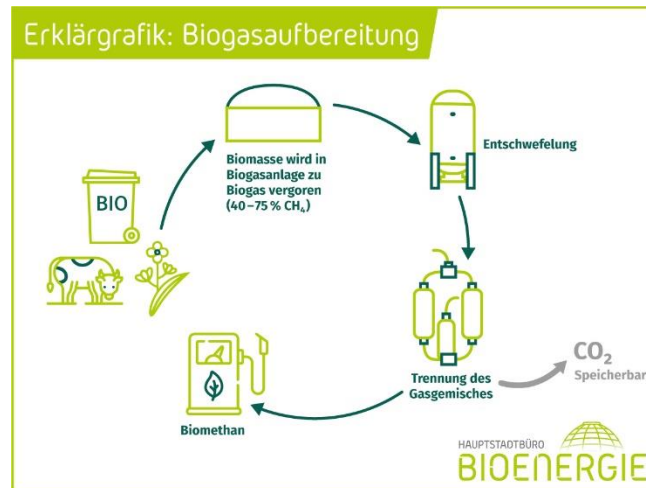 Erklärgrafik: Biogasaufbereitung
BIO
Biomasse wird in
Biogasanlage zu
Biogas vergoren
(40–75 % CH₄)
Entschwefelung
Trennung des
Gasgemisches
CO₂
Speicherbar
Biomethan
HAUPTSTADTBÜRO
BIOENERGIE